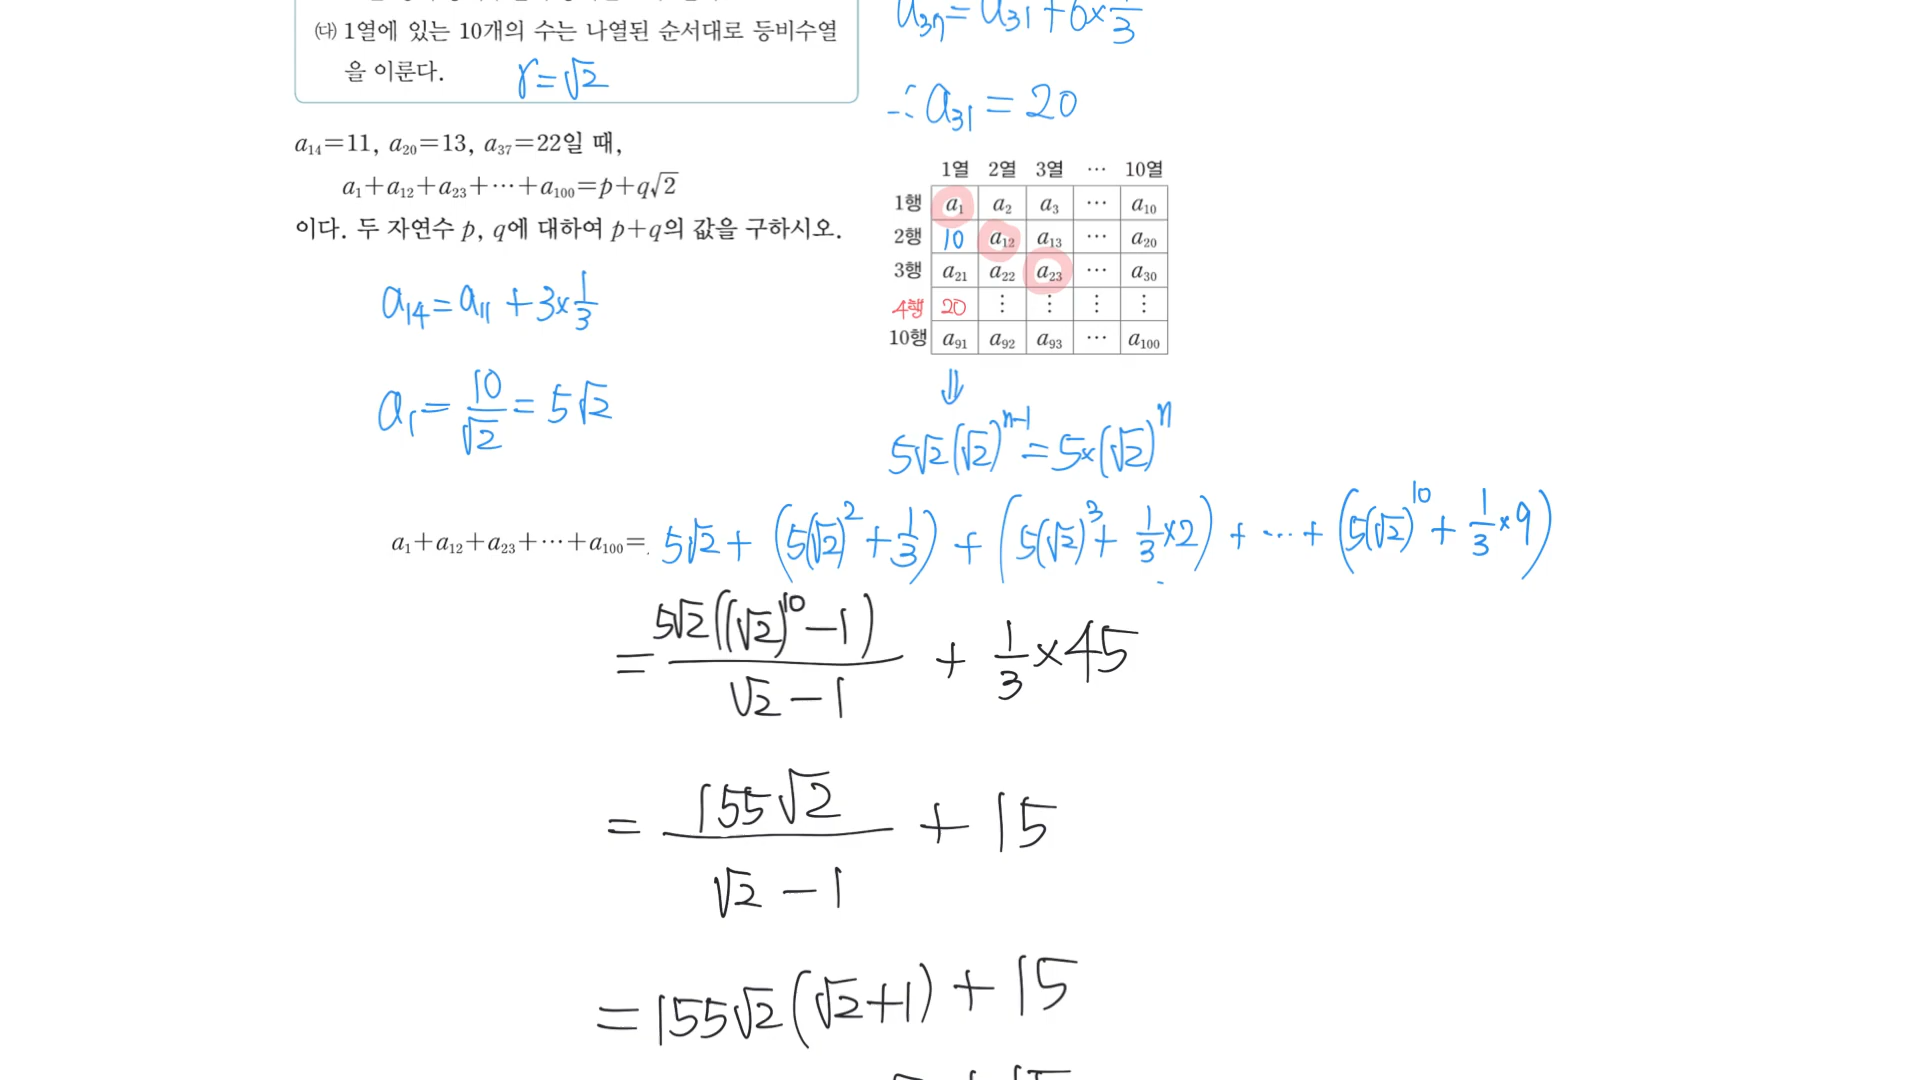 ㈐ 1열에 있는 10개의 수는 나열된 순서대로 등비수열
을 이룬다.
r=√2
a₁₄=11, a₂₀=13, a₃₇=22일 때,
a₁+a₁₂+a₂₃+⋯+a₁₀₀=p+q√2
이다. 두 자연수 p, q에 대하여 p+q의 값을 구하시오.
a₁₄=a₁₁+3×1/3
a₁=10/√2=5√2
a₃₇=a₃₁+6×1/3
∴a₃₁=20
1열 2열 3열 ⋯ 10열
1행 a₁ a₂ a₃ ⋯ a₁₀
2행 10 a₁₂ a₁₃ ⋯ a₂₀
3행 a₂₁ a₂₂ a₂₃ ⋯ a₃₀
4행 20 ⋮ ⋮ ⋮ ⋮
10행 a₉₁ a₉₂ a₉₃ ⋯ a₁₀₀
⇓
5√2(√2)ⁿ⁻¹=5×(√2)ⁿ
a₁+a₁₂+a₂₃+⋯+a₁₀₀= 5√2+(5(√2)²+1/3)+(5(√2)³+1/3×2)+⋯+(5(√2)¹⁰+1/3×9)
=5√2((√2)¹⁰−1)/(√2−1)+1/3×45
=155√2/(√2−1)+15
=155√2(√2+1)+15